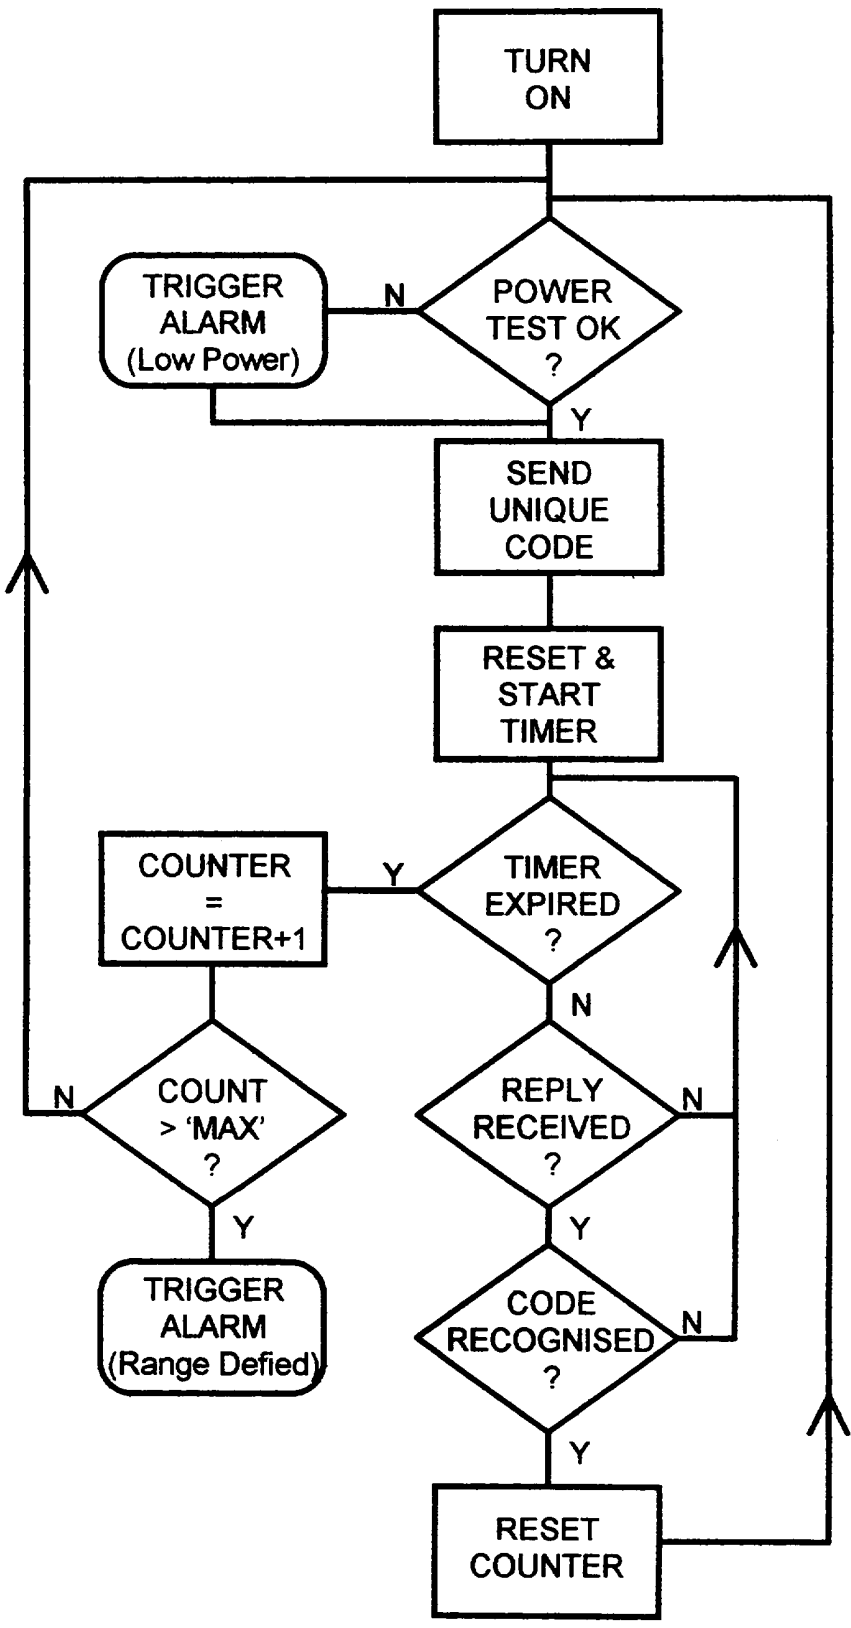 TURN
ON
TRIGGER
ALARM
(Low Power)
N
POWER
TEST OK
?
Y
SEND
UNIQUE
CODE
RESET &
START
TIMER
COUNTER
=
COUNTER+1
Y
TIMER
EXPIRED
?
N
COUNT
> 'MAX'
?
N
Y
REPLY
RECEIVED
?
N
Y
TRIGGER
ALARM
(Range Defied)
CODE
RECOGNISED
?
N
Y
RESET
COUNTER